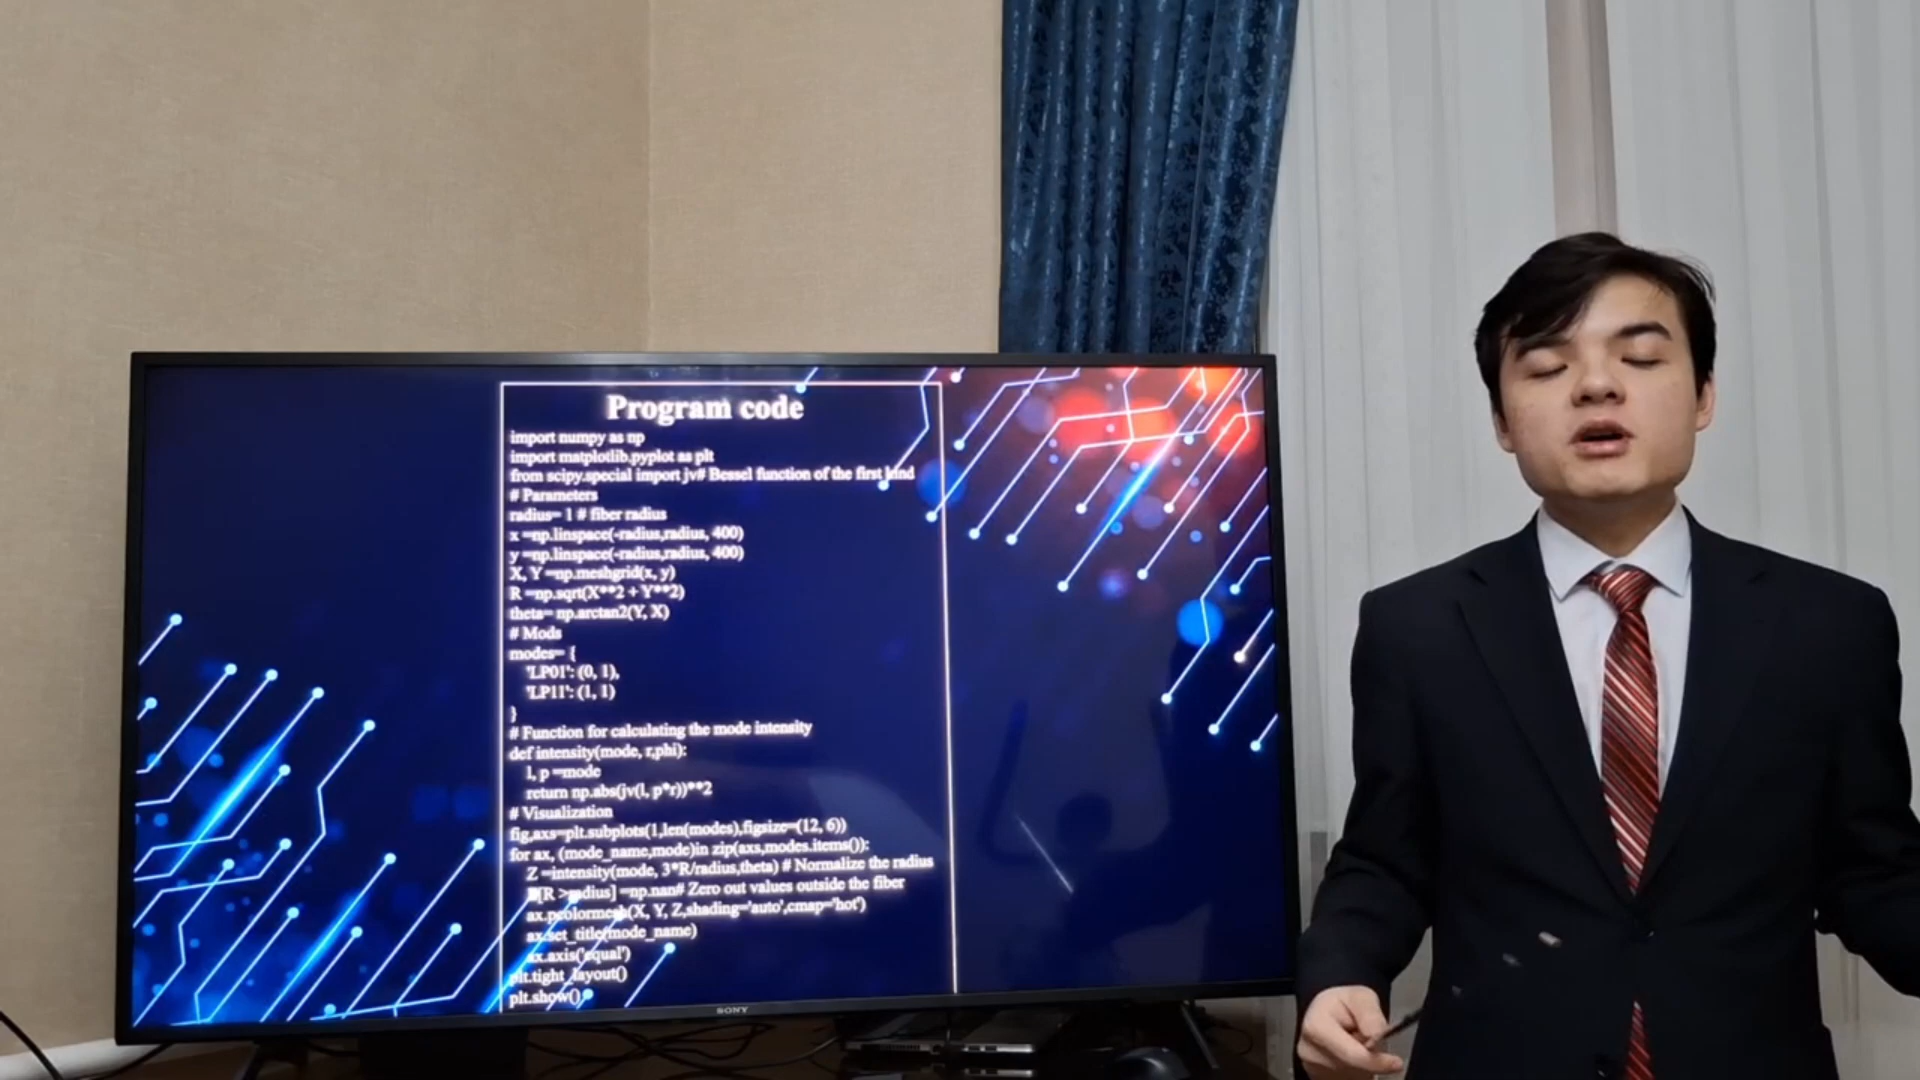 Program code
import numpy as np
import matplotlib.pyplot as plt
from scipy.special import jv# Bessel function of the first kind
# Parameters
radius= 1 # fiber radius
x =np.linspace(-radius,radius, 400)
y =np.linspace(-radius,radius, 400)
X, Y =np.meshgrid(x, y)
R =np.sqrt(X**2 + Y**2)
theta= np.arctan2(Y, X)
# Mods
modes= {
'LP01': (0, 1),
'LP11': (1, 1)
}
# Function for calculating the mode intensity
def intensity(mode, r,phi):
l, p =mode
return np.abs(jv(l, p*r))**2
# Visualization
fig,axs=plt.subplots(1,len(modes),figsize=(12, 6))
for ax, (mode_name,mode)in zip(axs,modes.items()):
Z =intensity(mode, 3*R/radius,theta) # Normalize the radius
[R >radius] =np.nan# Zero out values outside the fiber
ax.pcolormesh(X, Y, Z,shading='auto',cmap='hot')
ax.set_title(mode_name)
ax.axis('equal')
plt.tight_layout()
plt.show()
SONY